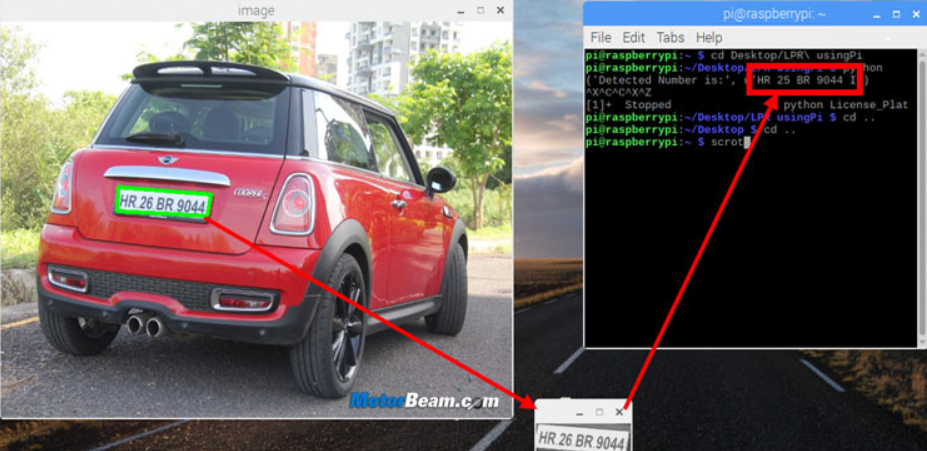 image
COOPER S
HR 26 BR 9044
MotorBeam.com
pi@raspberrypi: ~
File Edit Tabs Help
pi@raspberrypi:~ $ cd Desktop/LPR\ usingPi
pi@raspberrypi:~/Desktop/LPR usingPi $ python
('Detected Number is:', u'HR 25 BR 9044 I')
^X^C^C^X^Z
[1]+ Stopped python License_Plat
pi@raspberrypi:~/Desktop/LPR usingPi $ cd ..
pi@raspberrypi:~/Desktop $ cd ..
pi@raspberrypi:~ $ scrot
HR.26.BR.9044